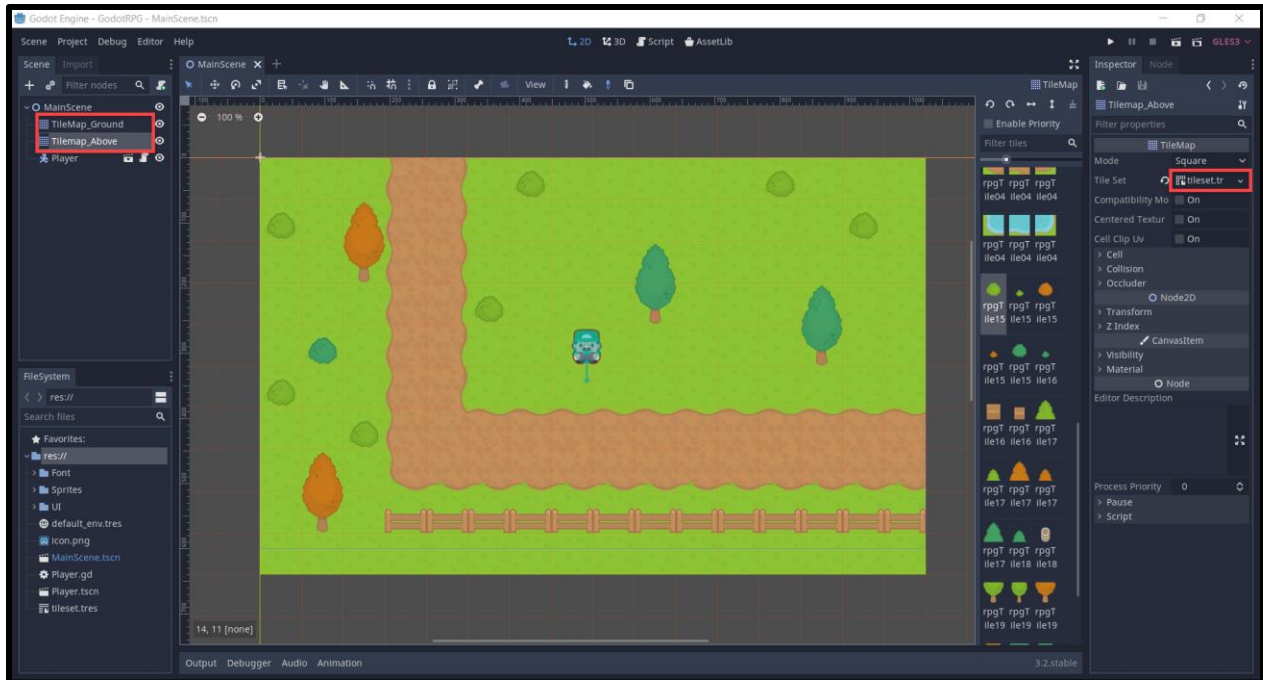 Godot Engine - GodotRPG - MainScene.tscn
Scene Project Debug Editor Help
2D 3D Script AssetLib
GLES3
Scene Import
Filter nodes
MainScene
TileMap_Ground
Tilemap_Above
Player
MainScene
View
TileMap
100 %
Enable Priority
Filter tiles
rpgT rpgT rpgT
ile04 ile04 ile04
rpgT rpgT rpgT
ile04 ile04 ile04
rpgT rpgT rpgT
ile15 ile15 ile15
rpgT rpgT rpgT
ile15 ile15 ile16
rpgT rpgT rpgT
ile16 ile16 ile17
rpgT rpgT rpgT
ile17 ile17 ile17
rpgT rpgT rpgT
ile17 ile18 ile18
rpgT rpgT rpgT
ile19 ile19 ile19
14, 11 [none]
Output Debugger Audio Animation
3.2.stable
FileSystem
res://
Search files
Favorites:
res://
Font
Sprites
UI
default_env.tres
icon.png
MainScene.tscn
Player.gd
Player.tscn
tileset.tres
Inspector Node
Tilemap_Above
Filter properties
TileMap
Mode Square
Tile Set tileset.tr
Compatibility Mo On
Centered Textur On
Cell Clip Uv On
Cell
Collision
Occluder
Node2D
Transform
Z Index
CanvasItem
Visibility
Material
Node
Editor Description
Process Priority 0
Pause
Script